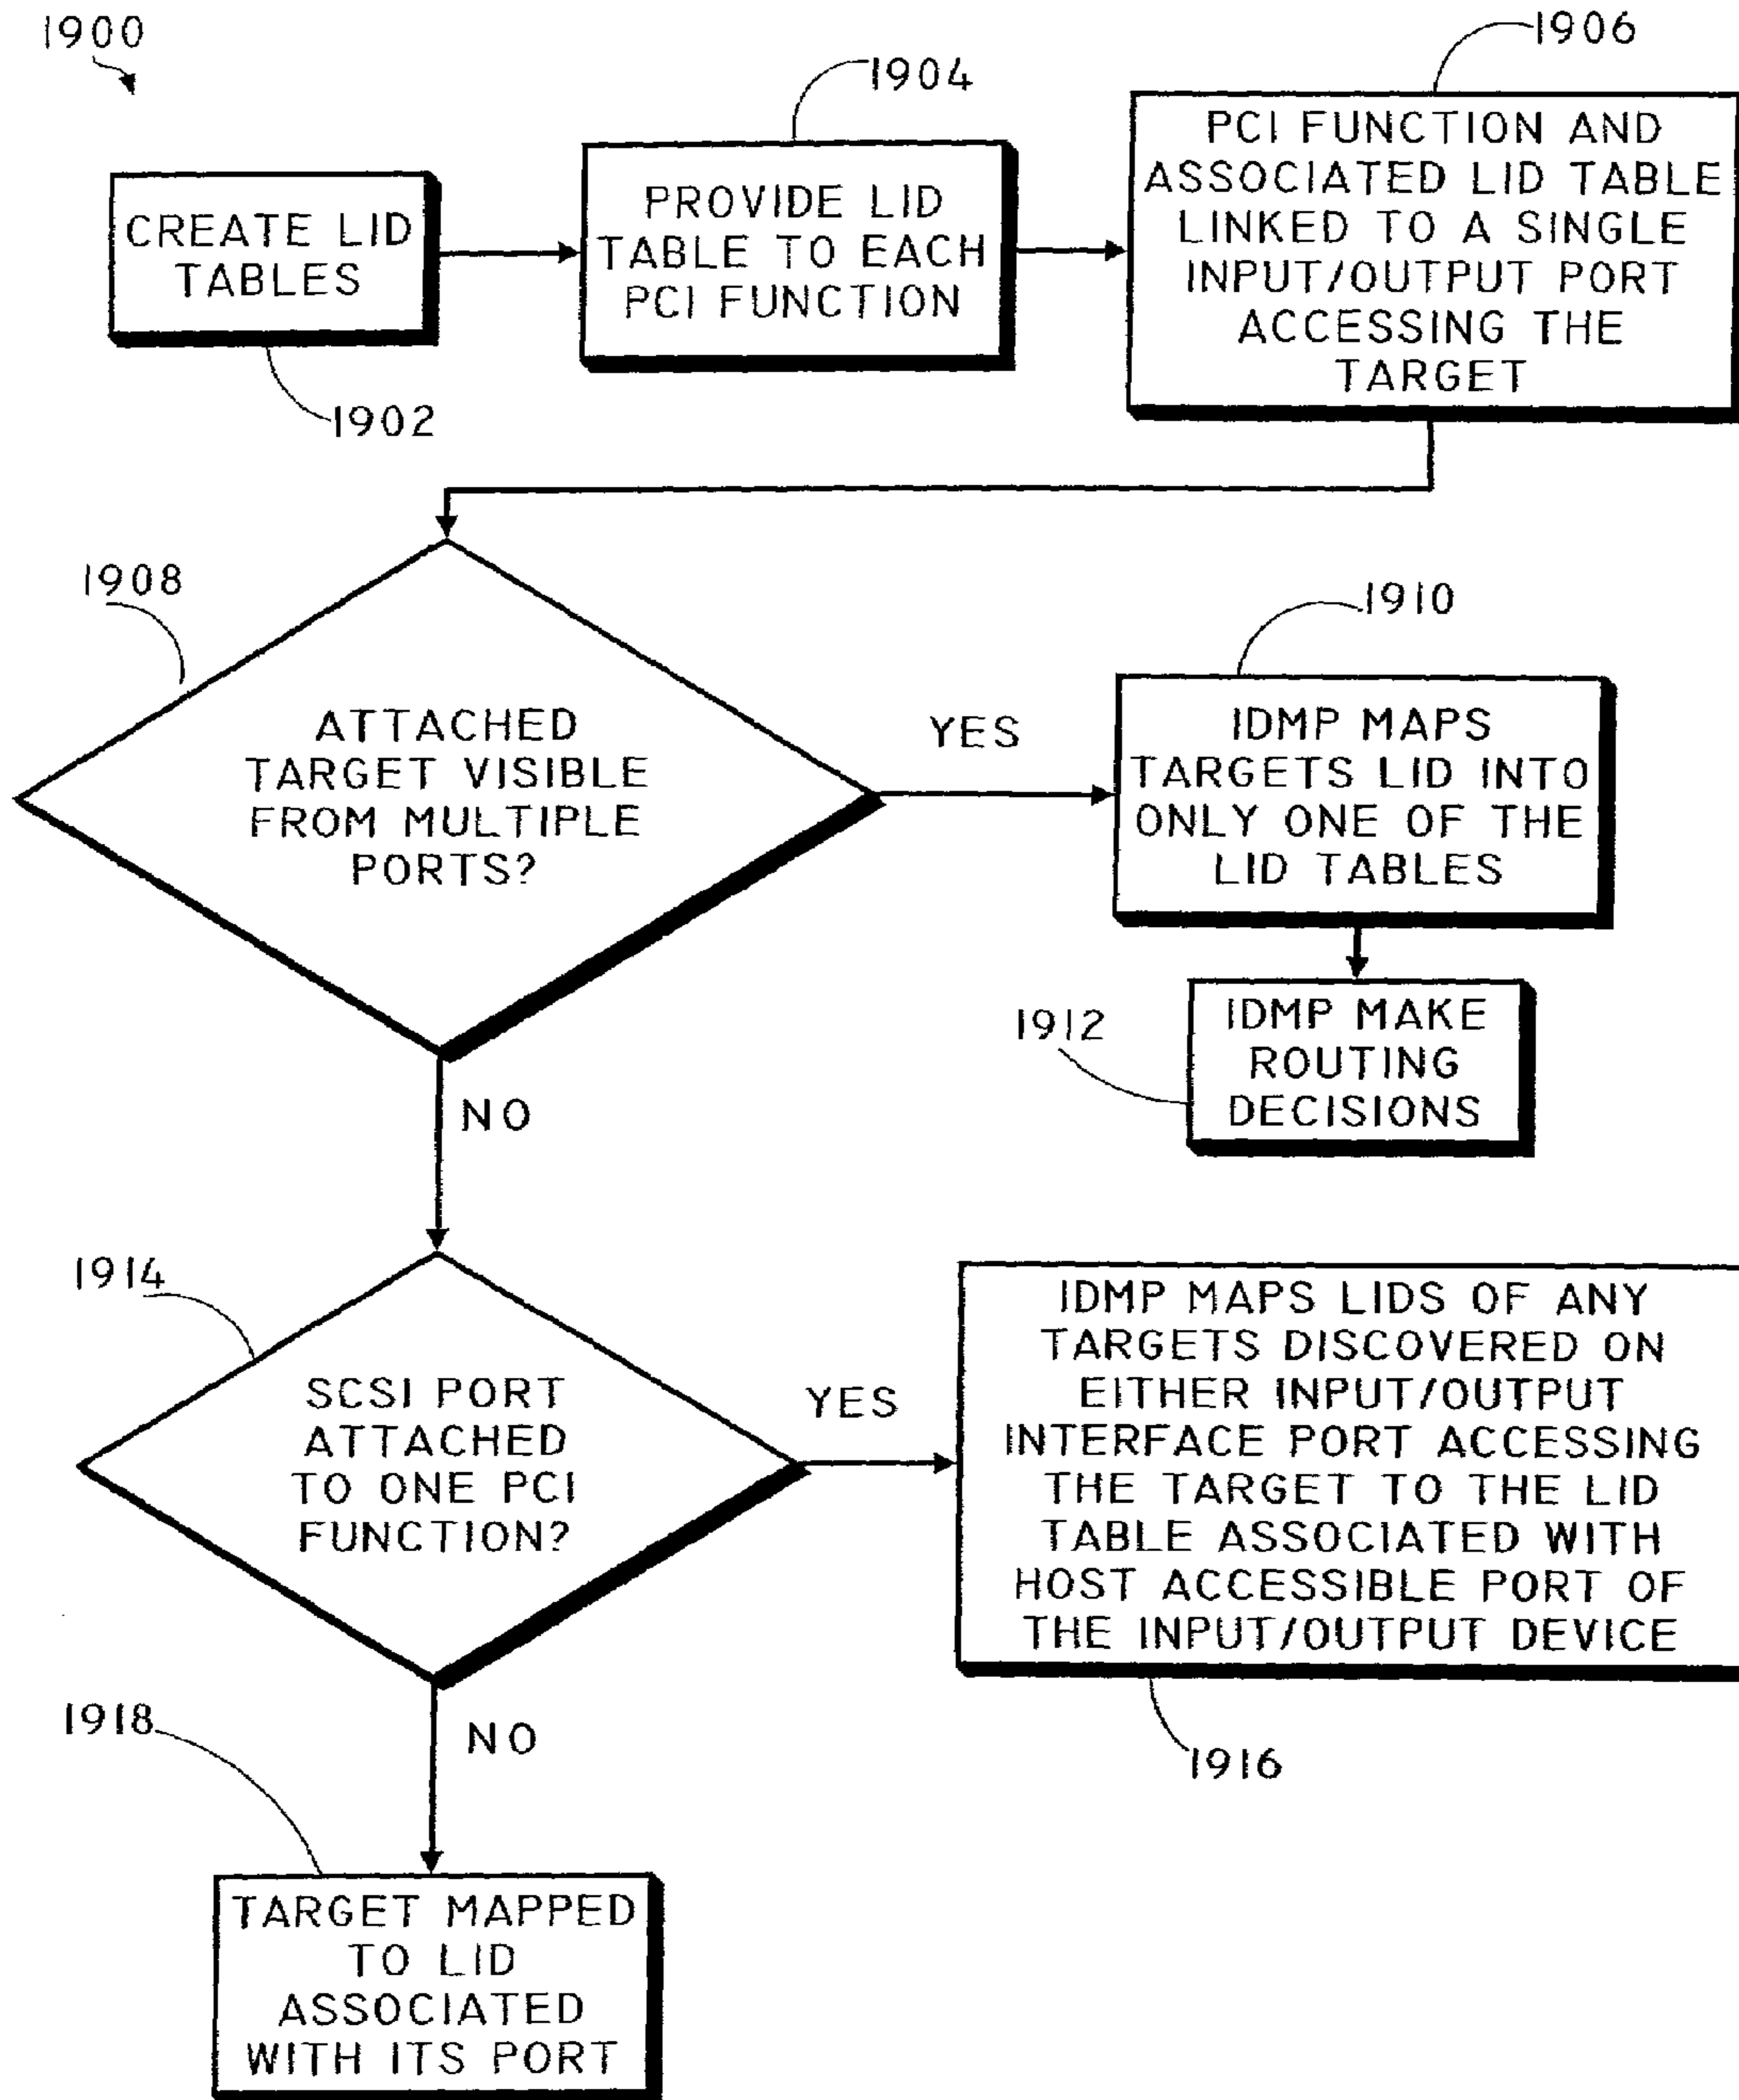 1900
1904
1906
CREATE LID
TABLES
1902
PROVIDE LID
TABLE TO EACH
PCI FUNCTION
PCI FUNCTION AND
ASSOCIATED LID TABLE
LINKED TO A SINGLE
INPUT/OUTPUT PORT
ACCESSING THE
TARGET
1908
ATTACHED
TARGET VISIBLE
FROM MULTIPLE
PORTS?
YES
1910
IDMP MAPS
TARGETS LID INTO
ONLY ONE OF THE
LID TABLES
1912
IDMP MAKE
ROUTING
DECISIONS
NO
1914
SCSI PORT
ATTACHED
TO ONE PCI
FUNCTION?
YES
IDMP MAPS LIDS OF ANY
TARGETS DISCOVERED ON
EITHER INPUT/OUTPUT
INTERFACE PORT ACCESSING
THE TARGET TO THE LID
TABLE ASSOCIATED WITH
HOST ACCESSIBLE PORT OF
THE INPUT/OUTPUT DEVICE
1916
NO
1918
TARGET MAPPED
TO LID
ASSOCIATED
WITH ITS PORT